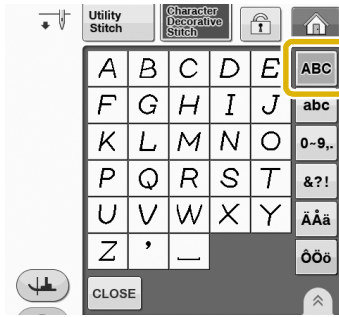 Utility Stitch
Character Decorative Stitch
A B C D E ABC
F G H I J abc
K L M N O 0~9,.
P Q R S T &?!
U V W X Y ÄÅä
Z ' _ ÔÖö
CLOSE